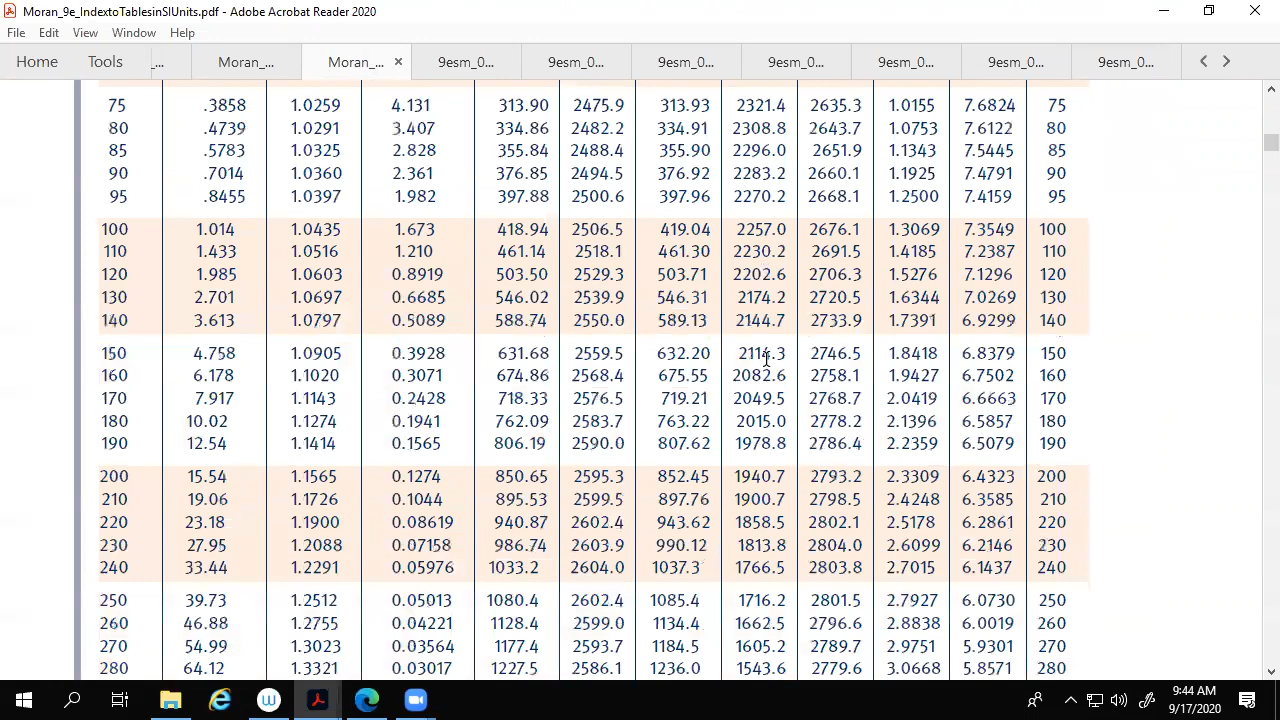 Moran_9e_IndextoTablesinSIUnits.pdf - Adobe Acrobat Reader 2020
File Edit View Window Help
Home Tools _... Moran_... Moran_... × 9esm_0... 9esm_0... 9esm_0... 9esm_0... 9esm_0... 9esm_0... 9esm_0...
75 .3858 1.0259 4.131 313.90 2475.9 313.93 2321.4 2635.3 1.0155 7.6824 75
80 .4739 1.0291 3.407 334.86 2482.2 334.91 2308.8 2643.7 1.0753 7.6122 80
85 .5783 1.0325 2.828 355.84 2488.4 355.90 2296.0 2651.9 1.1343 7.5445 85
90 .7014 1.0360 2.361 376.85 2494.5 376.92 2283.2 2660.1 1.1925 7.4791 90
95 .8455 1.0397 1.982 397.88 2500.6 397.96 2270.2 2668.1 1.2500 7.4159 95
100 1.014 1.0435 1.673 418.94 2506.5 419.04 2257.0 2676.1 1.3069 7.3549 100
110 1.433 1.0516 1.210 461.14 2518.1 461.30 2230.2 2691.5 1.4185 7.2387 110
120 1.985 1.0603 0.8919 503.50 2529.3 503.71 2202.6 2706.3 1.5276 7.1296 120
130 2.701 1.0697 0.6685 546.02 2539.9 546.31 2174.2 2720.5 1.6344 7.0269 130
140 3.613 1.0797 0.5089 588.74 2550.0 589.13 2144.7 2733.9 1.7391 6.9299 140
150 4.758 1.0905 0.3928 631.68 2559.5 632.20 2114.3 2746.5 1.8418 6.8379 150
160 6.178 1.1020 0.3071 674.86 2568.4 675.55 2082.6 2758.1 1.9427 6.7502 160
170 7.917 1.1143 0.2428 718.33 2576.5 719.21 2049.5 2768.7 2.0419 6.6663 170
180 10.02 1.1274 0.1941 762.09 2583.7 763.22 2015.0 2778.2 2.1396 6.5857 180
190 12.54 1.1414 0.1565 806.19 2590.0 807.62 1978.8 2786.4 2.2359 6.5079 190
200 15.54 1.1565 0.1274 850.65 2595.3 852.45 1940.7 2793.2 2.3309 6.4323 200
210 19.06 1.1726 0.1044 895.53 2599.5 897.76 1900.7 2798.5 2.4248 6.3585 210
220 23.18 1.1900 0.08619 940.87 2602.4 943.62 1858.5 2802.1 2.5178 6.2861 220
230 27.95 1.2088 0.07158 986.74 2603.9 990.12 1813.8 2804.0 2.6099 6.2146 230
240 33.44 1.2291 0.05976 1033.2 2604.0 1037.3 1766.5 2803.8 2.7015 6.1437 240
250 39.73 1.2512 0.05013 1080.4 2602.4 1085.4 1716.2 2801.5 2.7927 6.0730 250
260 46.88 1.2755 0.04221 1128.4 2599.0 1134.4 1662.5 2796.6 2.8838 6.0019 260
270 54.99 1.3023 0.03564 1177.4 2593.7 1184.5 1605.2 2789.7 2.9751 5.9301 270
280 64.12 1.3321 0.03017 1227.5 2586.1 1236.0 1543.6 2779.6 3.0668 5.8571 280
9:44 AM
9/17/2020